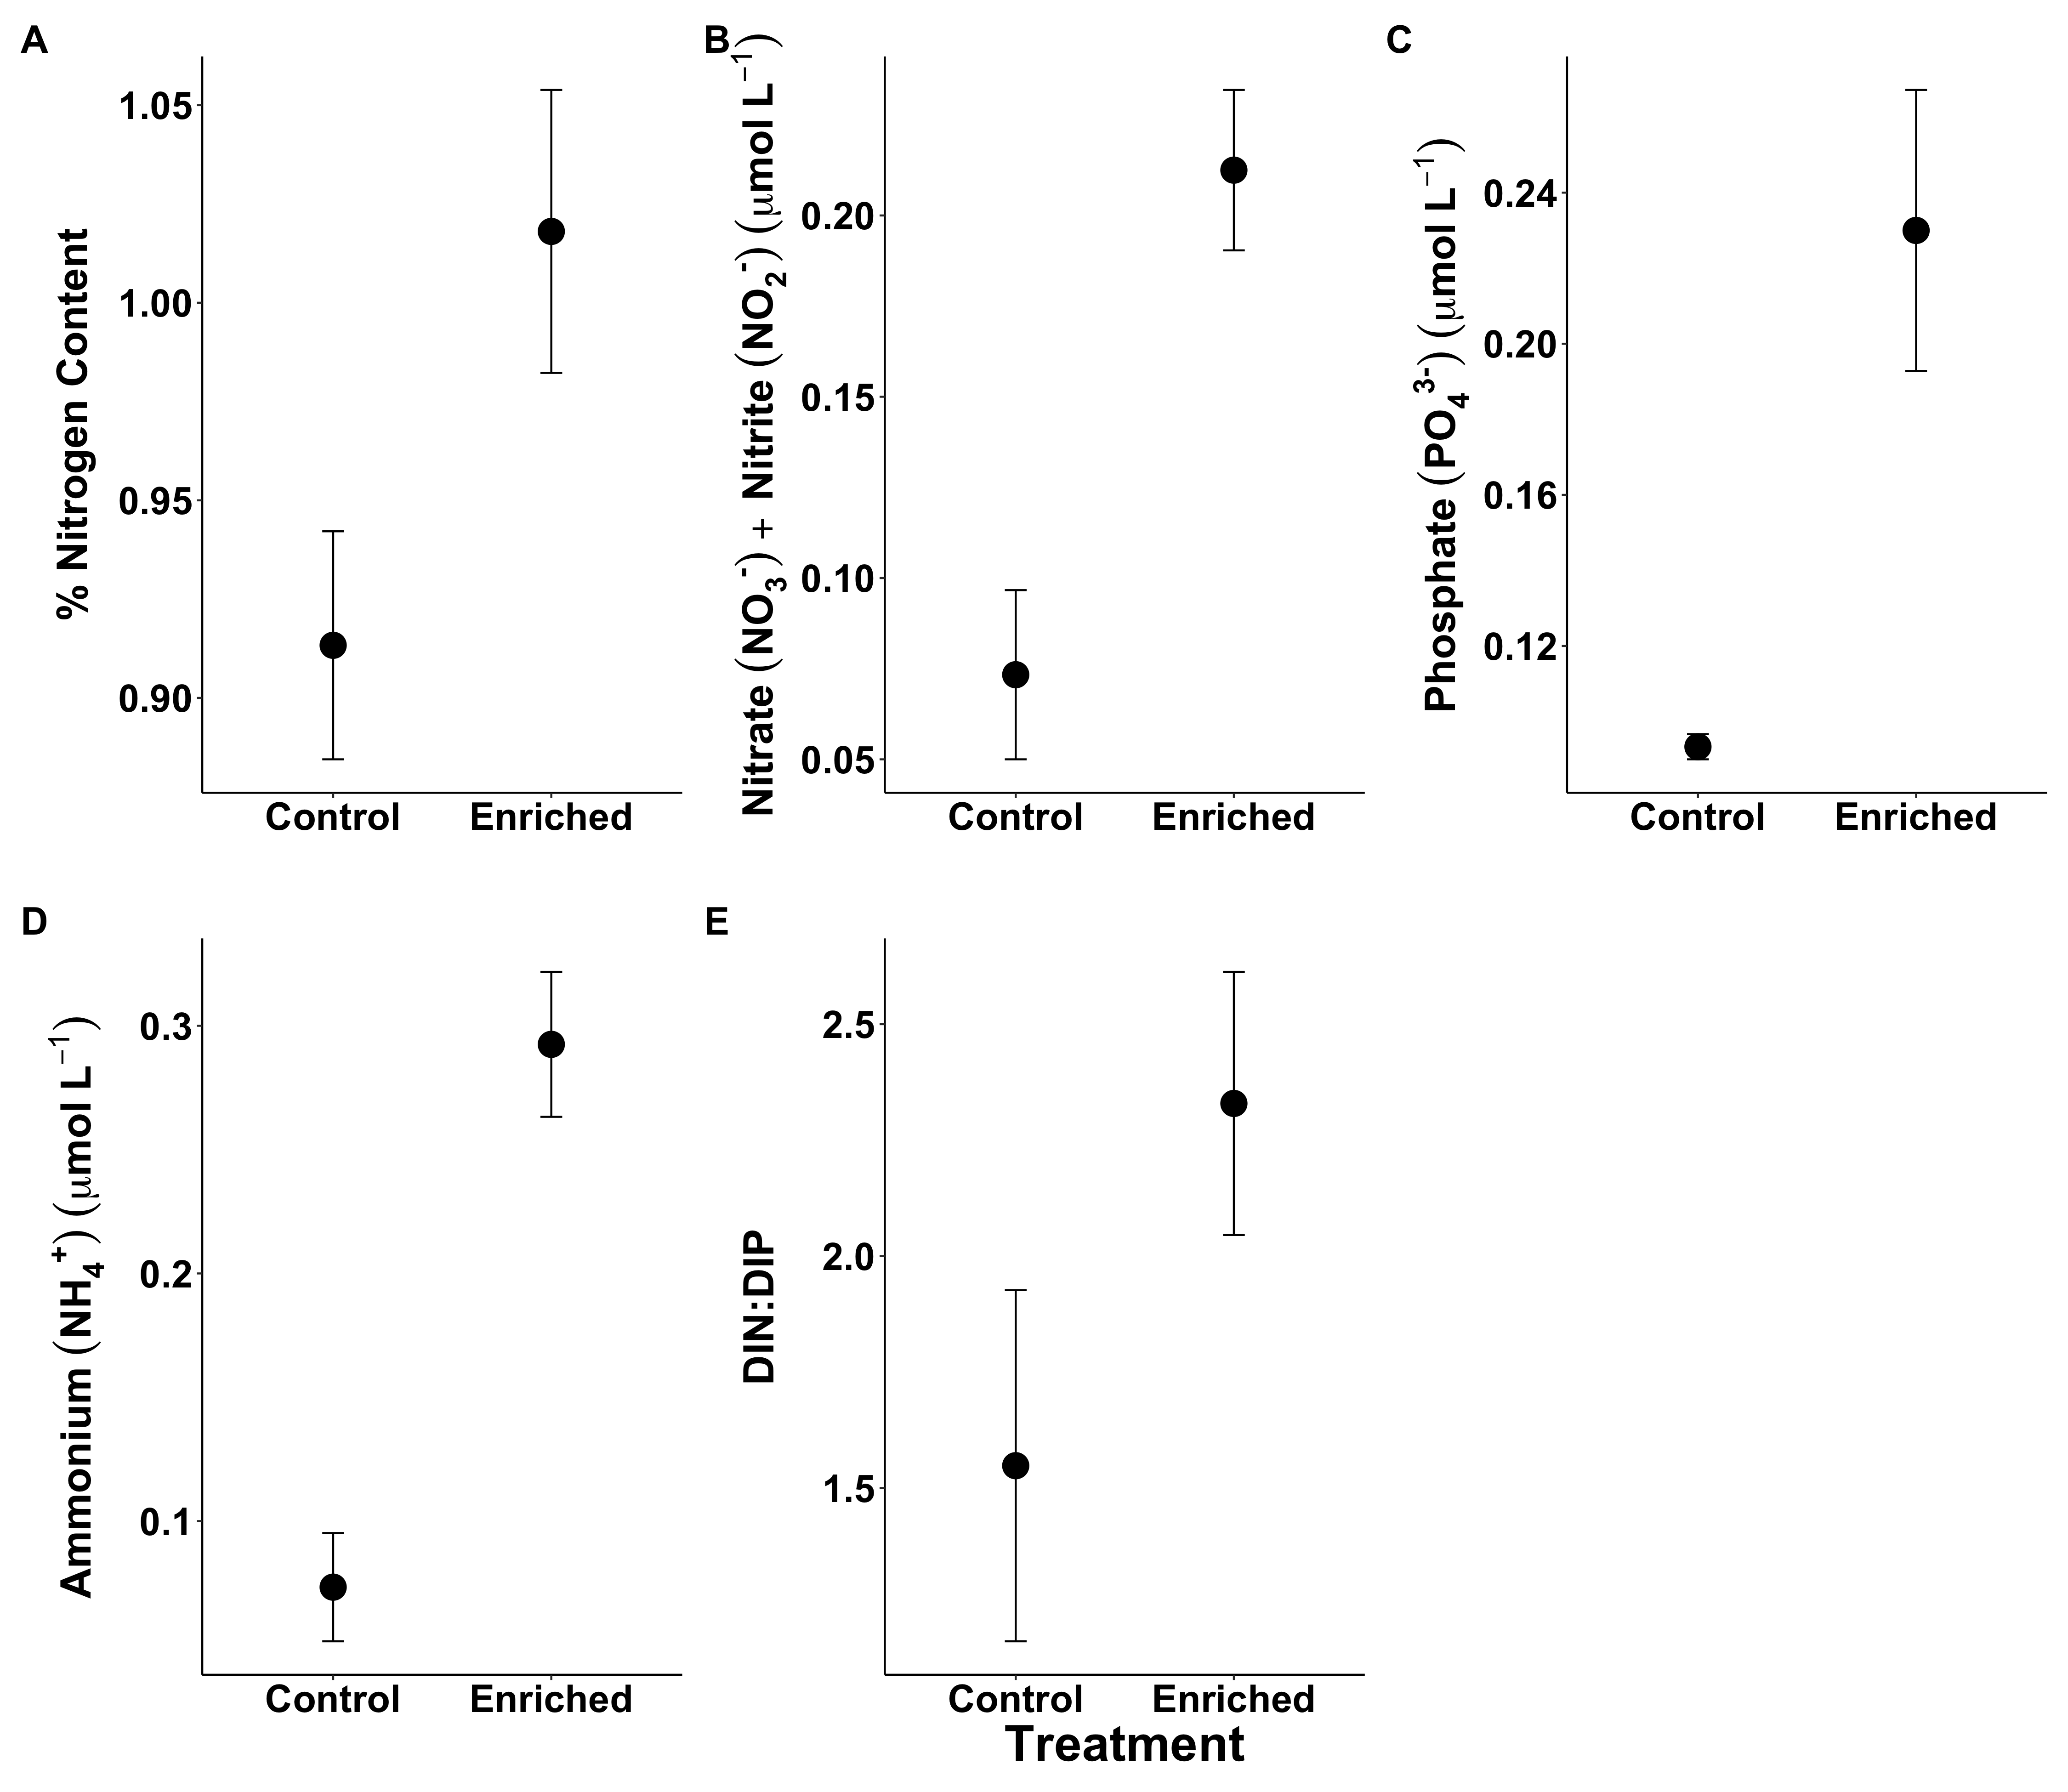 A
% Nitrogen Content
1.05
1.00
0.95
0.90
Control
Enriched
B
Nitrate (NO₃⁻) + Nitrite (NO₂⁻) (μmol L⁻¹)
0.20
0.15
0.10
0.05
Control
Enriched
C
Phosphate (PO₄³⁻) (μmol L⁻¹)
0.24
0.20
0.16
0.12
Control
Enriched
D
Ammonium (NH₄⁺) (μmol L⁻¹)
0.3
0.2
0.1
Control
Enriched
E
DIN:DIP
2.5
2.0
1.5
Control
Enriched
Treatment